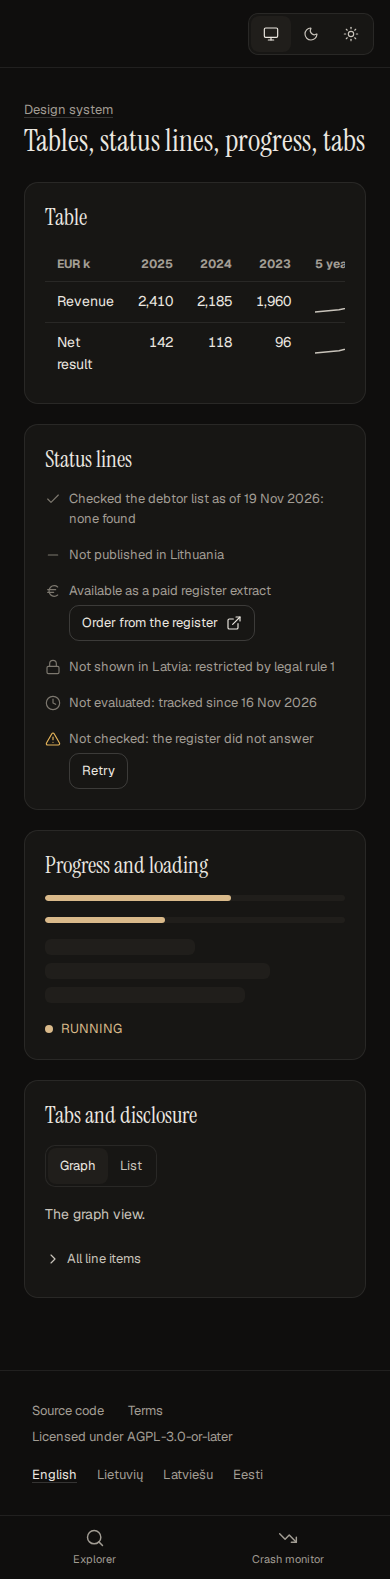 Design system
Tables, status lines, progress, tabs
Table
EUR k 2025 2024 2023 5 yea
Revenue 2,410 2,185 1,960
Net 142 118 96
result
Status lines
Checked the debtor list as of 19 Nov 2026:
none found
Not published in Lithuania
€ Available as a paid register extract
Order from the register
Not shown in Latvia: restricted by legal rule 1
Not evaluated: tracked since 16 Nov 2026
Not checked: the register did not answer
Retry
Progress and loading
RUNNING
Tabs and disclosure
Graph List
The graph view.
All line items
Source code Terms
Licensed under AGPL-3.0-or-later
English Lietuvių Latviešu Eesti
Explorer Crash monitor